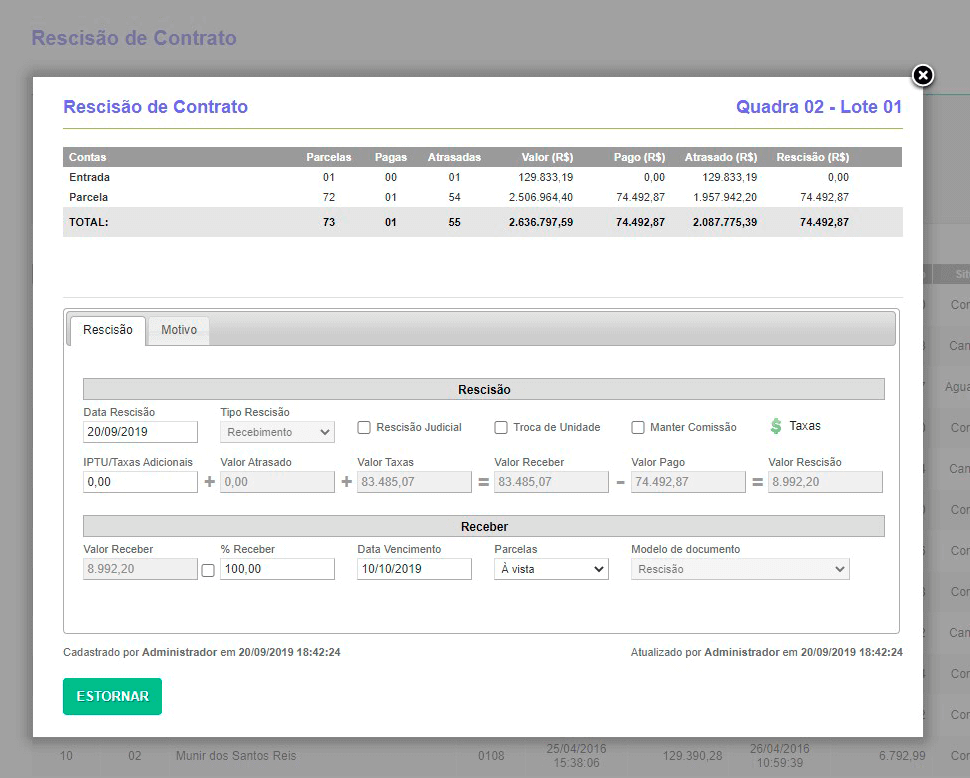 Rescisão de Contrato
Rescisão de Contrato Quadra 02 - Lote 01
Contas Parcelas Pagas Atrasadas Valor (R$) Pago (R$) Atrasado (R$) Rescisão (R$)
Entrada 01 00 01 129.833,19 0,00 129.833,19 0,00
Parcela 72 01 54 2.506.964,40 74.492,87 1.957.942,20 74.492,87
TOTAL: 73 01 55 2.636.797,59 74.492,87 2.087.775,39 74.492,87
Rescisão Motivo
Rescisão
Data Rescisão Tipo Rescisão
20/09/2019 Recebimento Rescisão Judicial Troca de Unidade Manter Comissão $ Taxas
IPTU/Taxas Adicionais Valor Atrasado Valor Taxas Valor Receber Valor Pago Valor Rescisão
0,00 + 0,00 + 83.485,07 = 83.485,07 - 74.492,87 = 8.992,20
Receber
Valor Receber % Receber Data Vencimento Parcelas Modelo de documento
8.992,20 100,00 10/10/2019 À vista Rescisão
Cadastrado por Administrador em 20/09/2019 18:42:24 Atualizado por Administrador em 20/09/2019 18:42:24
ESTORNAR
10 02 Munir dos Santos Reis 0108 25/04/2016 15:38:06 129.390,28 26/04/2016 10:59:39 6.792,99 Con